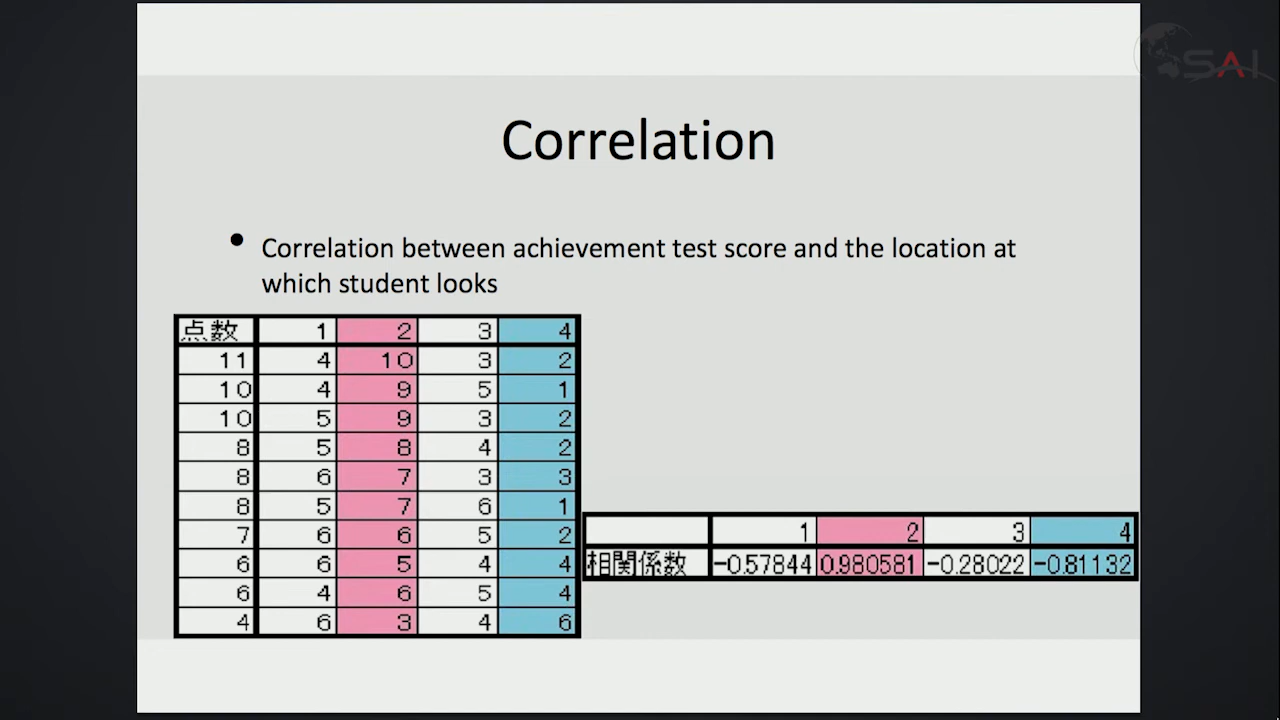 SAI
Correlation
• Correlation between achievement test score and the location at
which student looks
点数 1 2 3 4
11 4 10 3 2
10 4 9 5 1
10 5 9 3 2
8 5 8 4 2
8 6 7 3 3
8 5 7 6 1
7 6 6 5 2
6 6 5 4 4
6 4 6 5 4
4 6 3 4 6
1 2 3 4
相関係数 -0.57844 0.980581 -0.28022 -0.81132